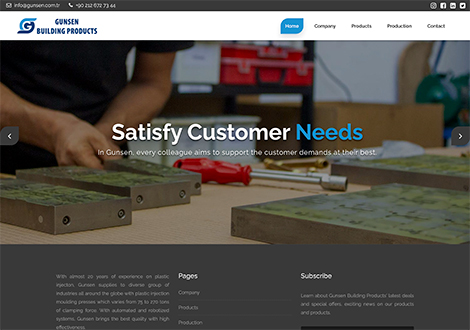 info@gunsen.com.tr +90 212 672 73 44
GUNSEN
BUILDING PRODUCTS
Home Company Products Production Contact
Satisfy Customer Needs
In Gunsen, every colleague aims to support the customer demands at their best.
With almost 20 years of experience on plastic
injection, Gunsen supplies to diverse group of
industries all around the globe with plastic injection
moulding presses which varies from 75 to 270 tons
of clamping force. With automated and robotized
systems, Gunsen brings the best quality with high
effectiveness.
Pages
Company
Products
Production
Subscribe
Learn about Gunsen Building Products' latest deals
and special offers, exciting news on our products
and products.